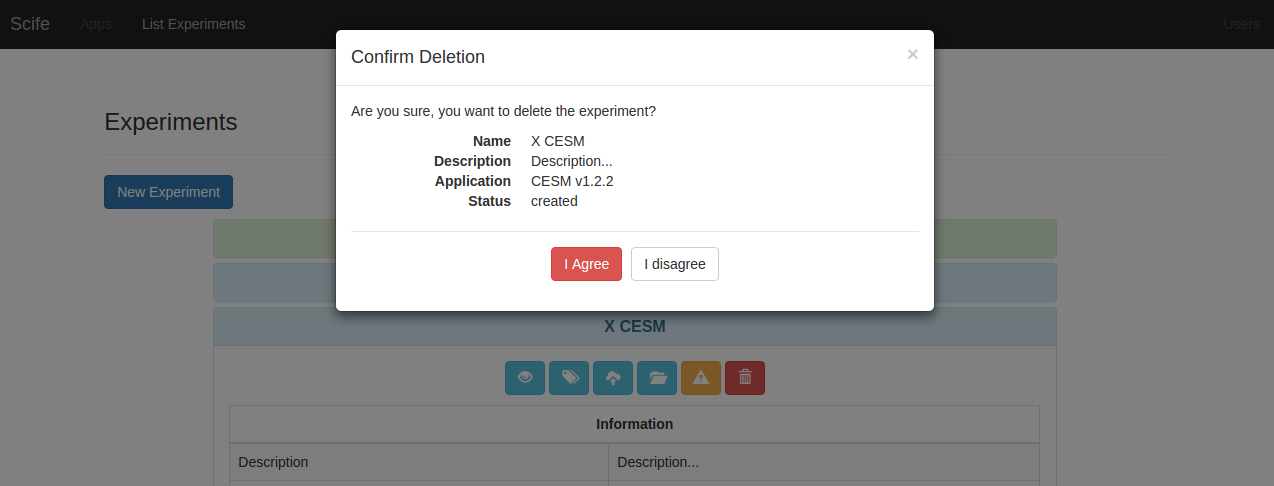 Scife Apps List Experiments Users
Confirm Deletion ×
Are you sure, you want to delete the experiment?
Name X CESM
Description Description...
Application CESM v1.2.2
Status created
I Agree I disagree
Experiments
New Experiment
X CESM
Information
Description Description...